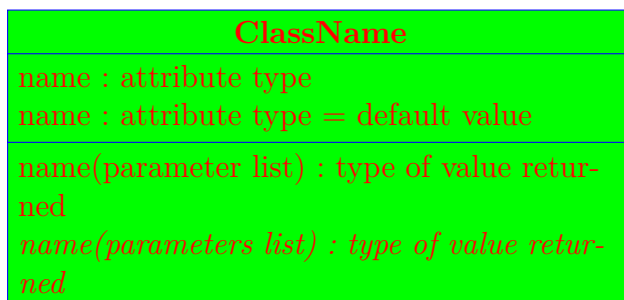 ClassName
name : attribute type
name : attribute type = default value
name(parameter list) : type of value retur-
ned
name(parameters list) : type of value retur-
ned